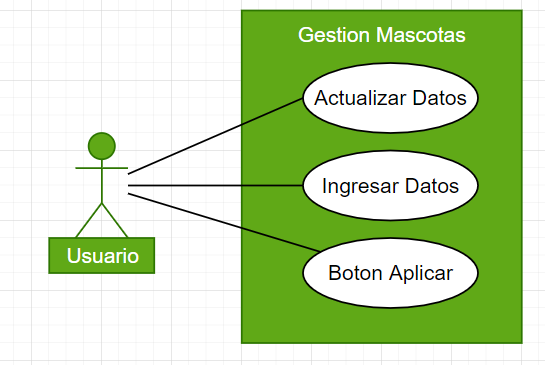 Gestion Mascotas
Actualizar Datos
Ingresar Datos
Usuario
Boton Aplicar